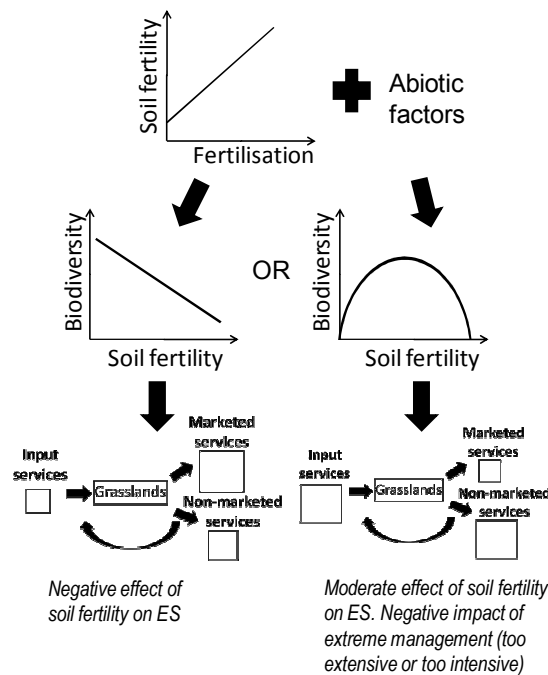 Soil fertility
Fertilisation
Abiotic
factors
Biodiversity
Soil fertility
OR
Biodiversity
Soil fertility
Input
services
Grasslands
Marketed
services
Non-marketed
services
Negative effect of
soil fertility on ES
Input
services
Grasslands
Marketed
services
Non-marketed
services
Moderate effect of soil fertility
on ES. Negative impact of
extreme management (too
extensive or too intensive)